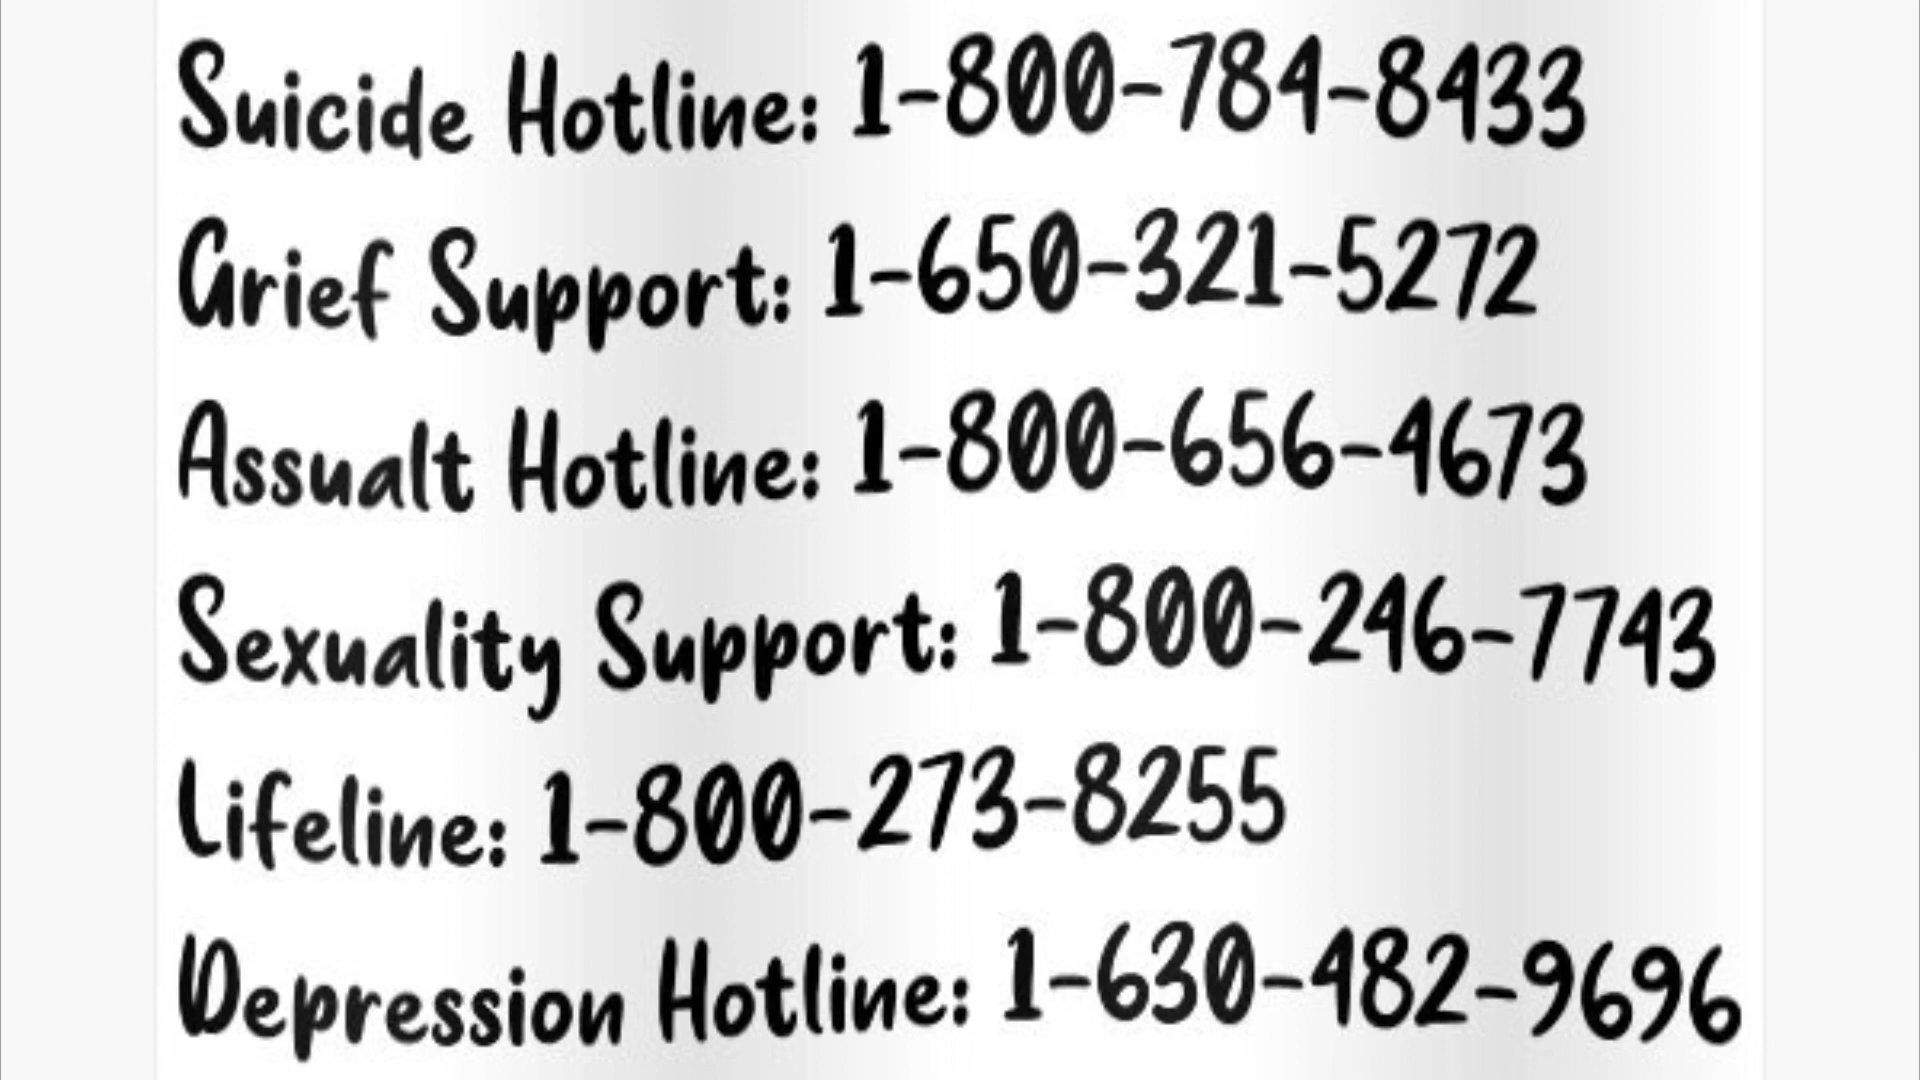 Suicide Hotline: 1-800-784-8433
Grief Support: 1-650-321-5272
Assualt Hotline: 1-800-656-4673
Sexuality Support: 1-800-246-7743
Lifeline: 1-800-273-8255
Depression Hotline: 1-630-482-9696